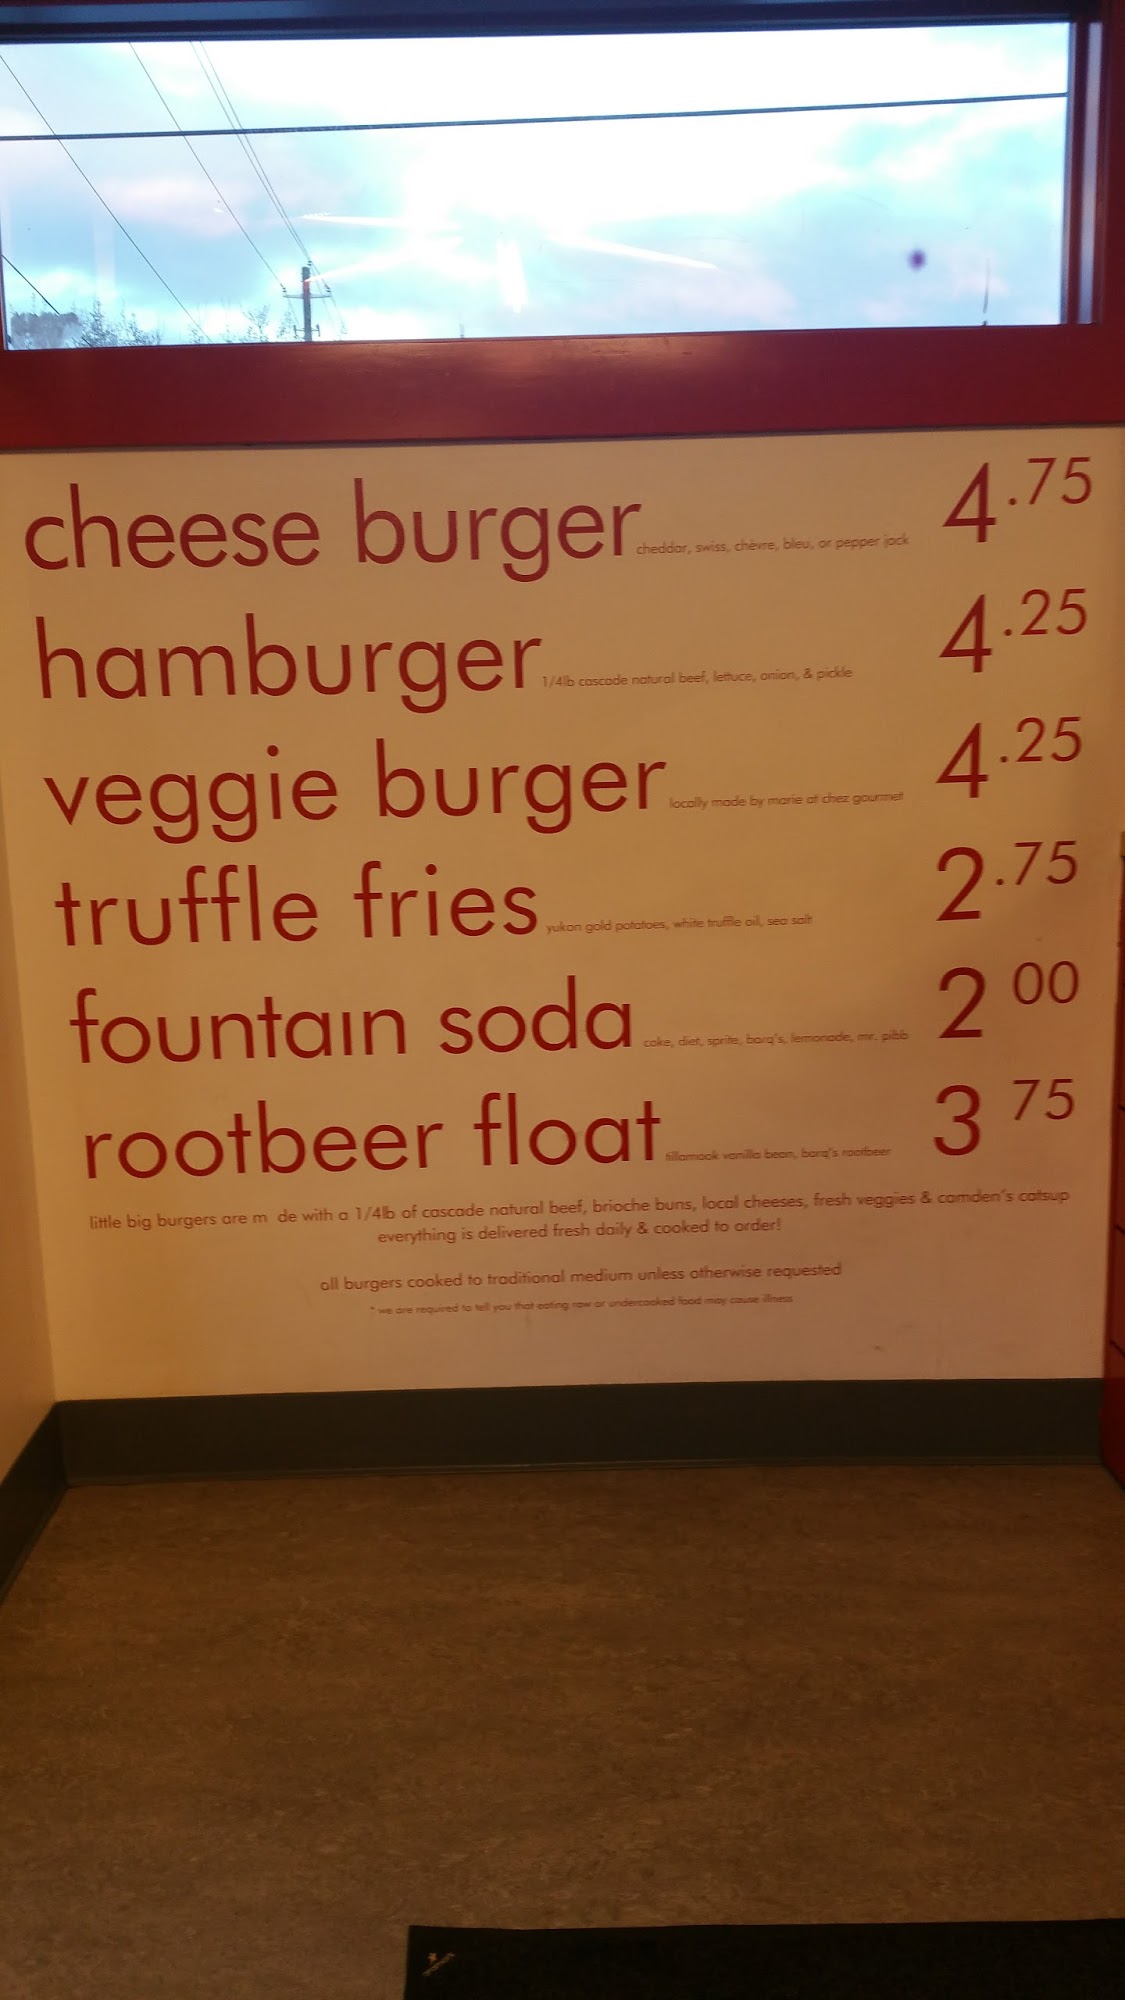 cheese burger cheddar, swiss, chèvre, bleu, or pepper jack 4.75
hamburger 1/4lb cascade natural beef, lettuce, onion, & pickle 4.25
veggie burger locally made by marie at chez gourmet 4.25
truffle fries yukon gold potatoes, white truffle oil, sea salt 2.75
fountaın soda coke, diet, sprite, barq's, lemonade, mr. pibb 2 00
rootbeer float tillamook vanilla bean, barq's rootbeer 3 75
little big burgers are m de with a 1/4lb of cascade natural beef, brioche buns, local cheeses, fresh veggies & camden's catsup
everything is delivered fresh daily & cooked to order!
all burgers cooked to traditional medium unless otherwise requested
* we are required to tell you that eating raw or undercooked food may cause illness